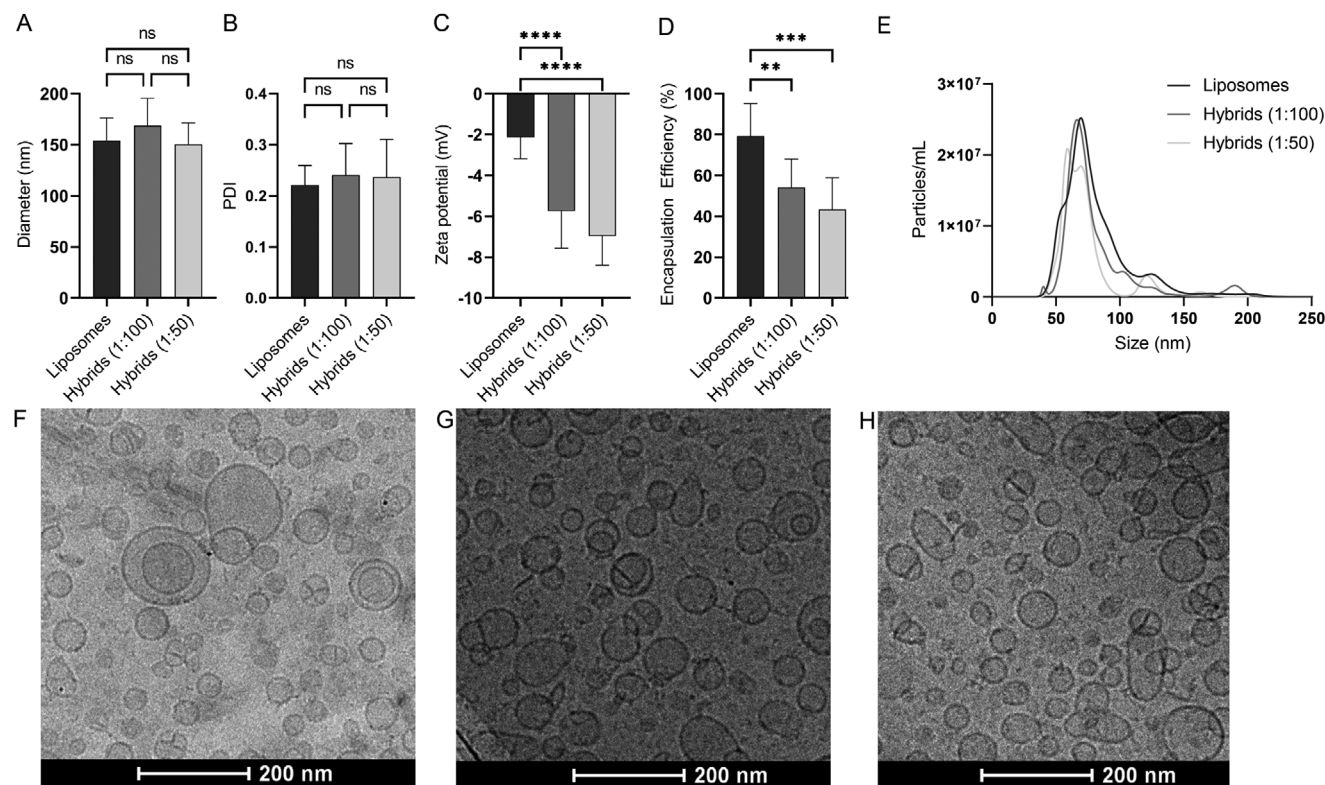 A
ns
ns
ns
Diameter (nm)
200
150
100
50
0
Liposomes
Hybrids (1:100)
Hybrids (1:50)
B
ns
ns
ns
PDI
0.4
0.3
0.2
0.1
0.0
Liposomes
Hybrids (1:100)
Hybrids (1:50)
C
****
****
Zeta potential (mV)
0
-2
-4
-6
-8
-10
Liposomes
Hybrids (1:100)
Hybrids (1:50)
D
***
**
Encapsulation Efficiency (%)
100
80
60
40
20
0
Liposomes
Hybrids (1:100)
Hybrids (1:50)
E
Liposomes
Hybrids (1:100)
Hybrids (1:50)
Particles/mL
3×10⁷
2×10⁷
1×10⁷
0
0 50 100 150 200 250
Size (nm)
F
200 nm
G
200 nm
H
200 nm